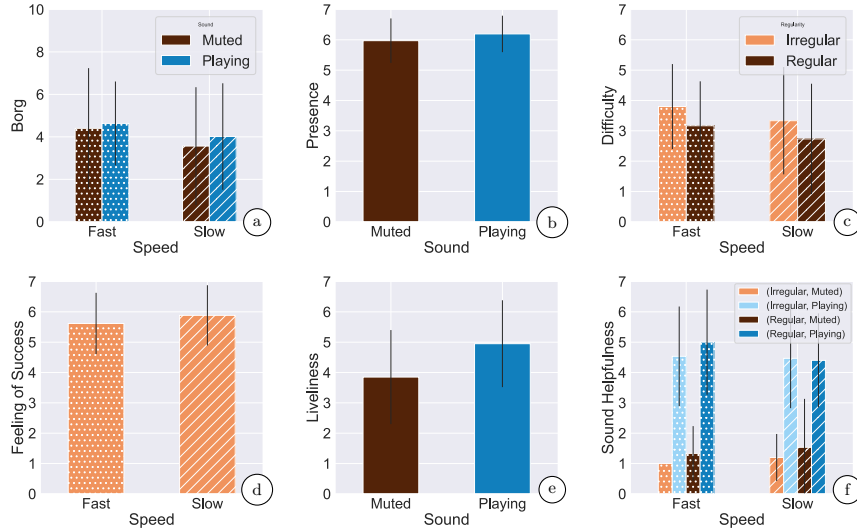 Borg
10
8
6
4
2
0
Sound
Muted
Playing
Fast
Slow
Speed
a
Presence
7
6
5
4
3
2
1
0
Muted
Playing
Sound
b
Difficulty
7
6
5
4
3
2
1
0
Regularity
Irregular
Regular
Fast
Slow
Speed
c
Feeling of Success
7
6
5
4
3
2
1
0
Fast
Slow
Speed
d
Liveliness
7
6
5
4
3
2
1
0
Muted
Playing
Sound
e
Sound Helpfulness
7
6
5
4
3
2
1
0
(Irregular, Muted)
(Irregular, Playing)
(Regular, Muted)
(Regular, Playing)
Fast
Slow
Speed
f